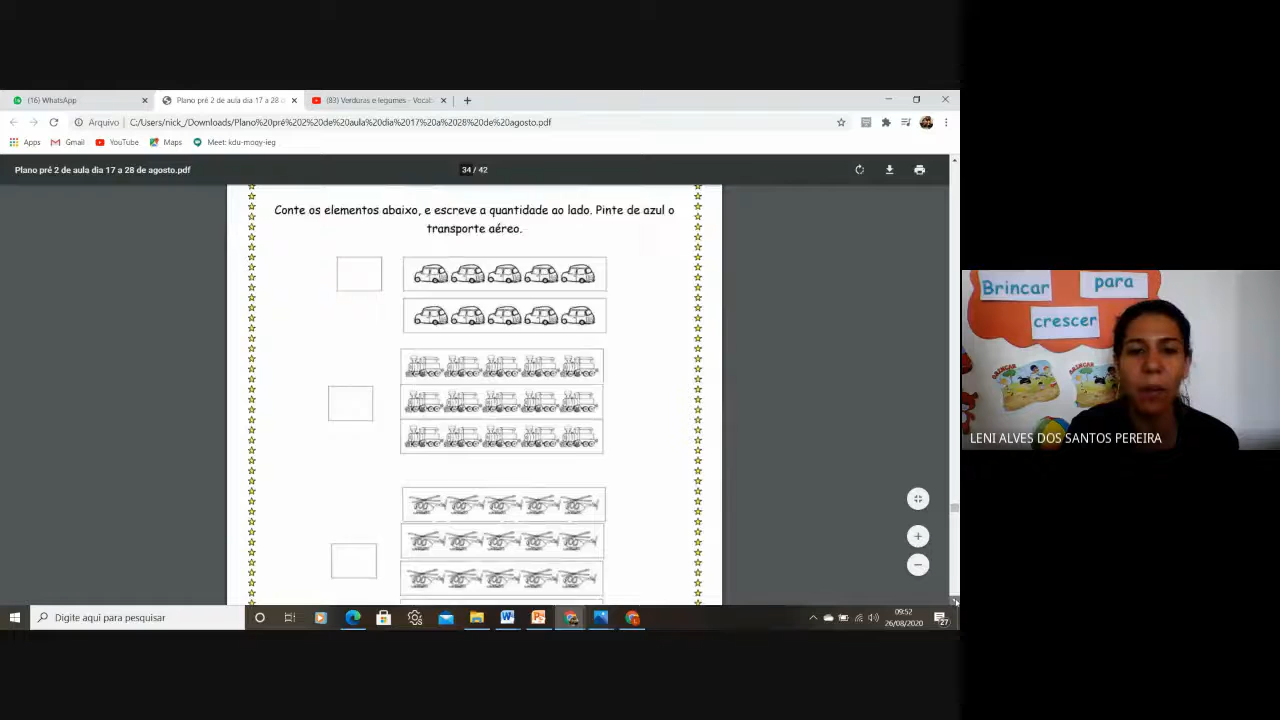 (16) WhatsApp
Plano pré 2 de aula dia 17 a 28 d
(83) Verduras e legumes - Vocab
Arquivo
C:/Users/nick_/Downloads/Plano%20pré%202%20de%20aula%20dia%2017%20a%2028%20de%20agosto.pdf
Apps
Gmail
YouTube
Maps
Meet: kdu-moqy-ieg
Plano pré 2 de aula dia 17 a 28 de agosto.pdf
34 / 42
Conte os elementos abaixo, e escreve a quantidade ao lado. Pinte de azul o
transporte aéreo.
Brincar
para
crescer
LENI ALVES DOS SANTOS PEREIRA
Digite aqui para pesquisar
09:52
26/08/2020
27